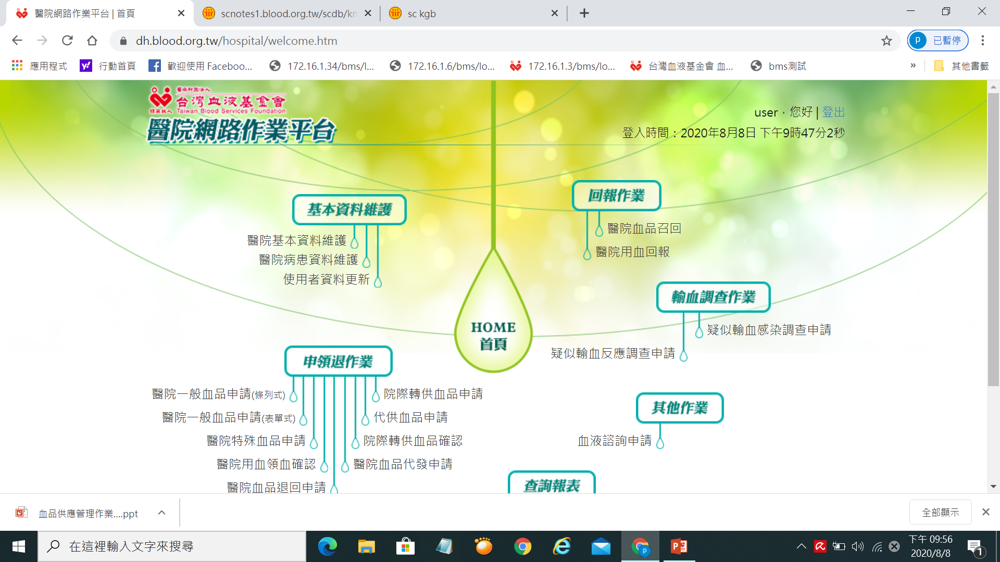 醫院網路作業平台 | 首頁
scnotes1.blood.org.tw/scdb/kn
sc kgb
dh.blood.org.tw/hospital/welcome.htm
p 已暫停
應用程式
行動首頁
歡迎使用 Faceboo...
172.16.1.34/bms/l...
172.16.1.6/bms/lo...
172.16.1.3/bms/lo...
台灣血液基金會 血...
bms測試
»
其他書籤
醫療財團法人
台灣血液基金會
捐血救人 Taiwan Blood Services Foundation
醫院網路作業平台
user，您好 | 登出
登入時間：2020年8月8日 下午9時47分2秒
基本資料維護
醫院基本資料維護
醫院病患資料維護
使用者資料更新
回報作業
醫院血品召回
醫院用血回報
輸血調查作業
疑似輸血感染調查申請
疑似輸血反應調查申請
HOME
首頁
申領退作業
醫院一般血品申請(條列式)
院際轉供血品申請
醫院一般血品申請(表單式)
代供血品申請
醫院特殊血品申請
院際轉供血品確認
醫院用血領血確認
醫院血品代發申請
醫院血品退回申請
其他作業
血液諮詢申請
查詢報表
血品供應管理作業....ppt
全部顯示
在這裡輸入文字來搜尋
下午 09:56
2020/8/8
1